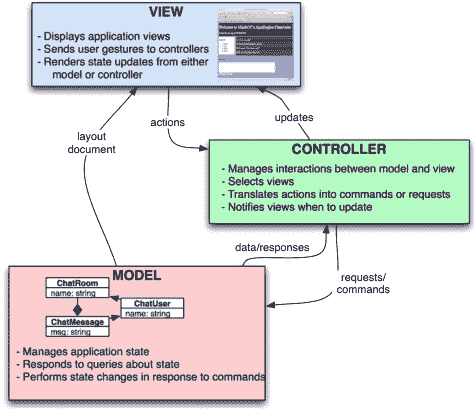 VIEW
- Displays application views
- Sends user gestures to controllers
- Renders state updates from either
model or controller
layout
document
actions
updates
CONTROLLER
- Manages interactions between model and view
- Selects views
- Translates actions into commands or requests
- Notifies views when to update
data/responses
requests/
commands
MODEL
ChatRoom
name: string
ChatUser
name: string
ChatMessage
msg: string
- Manages application state
- Responds to queries about state
- Performs state changes in response to commands